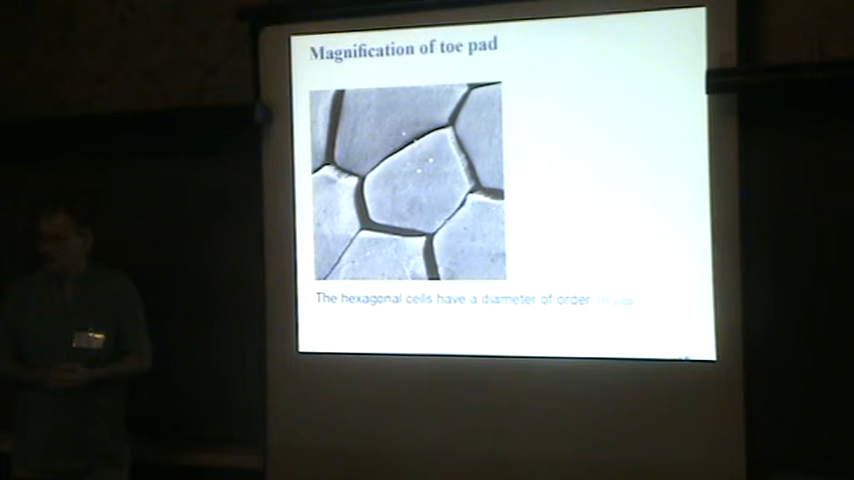 Magnification of toe pad
The hexagonal cells have a diameter of order